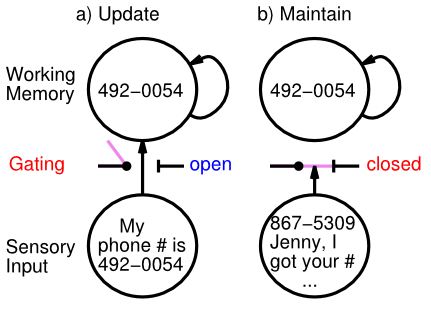 a) Update
b) Maintain
Working
Memory
492−0054
492−0054
Gating
open
closed
Sensory
Input
My
phone # is
492−0054
867−5309
Jenny, I
got your #
...